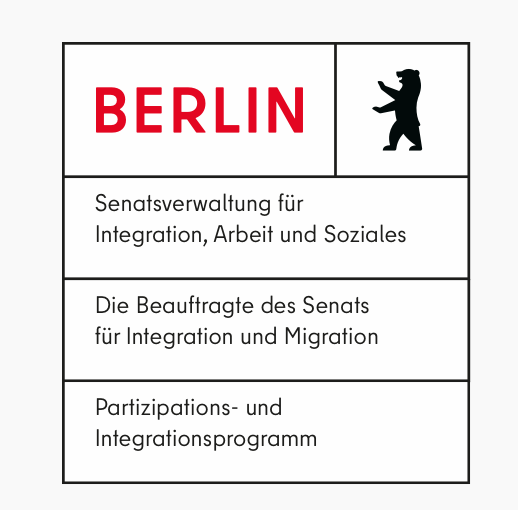 BERLIN
Senatsverwaltung für
Integration, Arbeit und Soziales
Die Beauftragte des Senats
für Integration und Migration
Partizipations- und
Integrationsprogramm